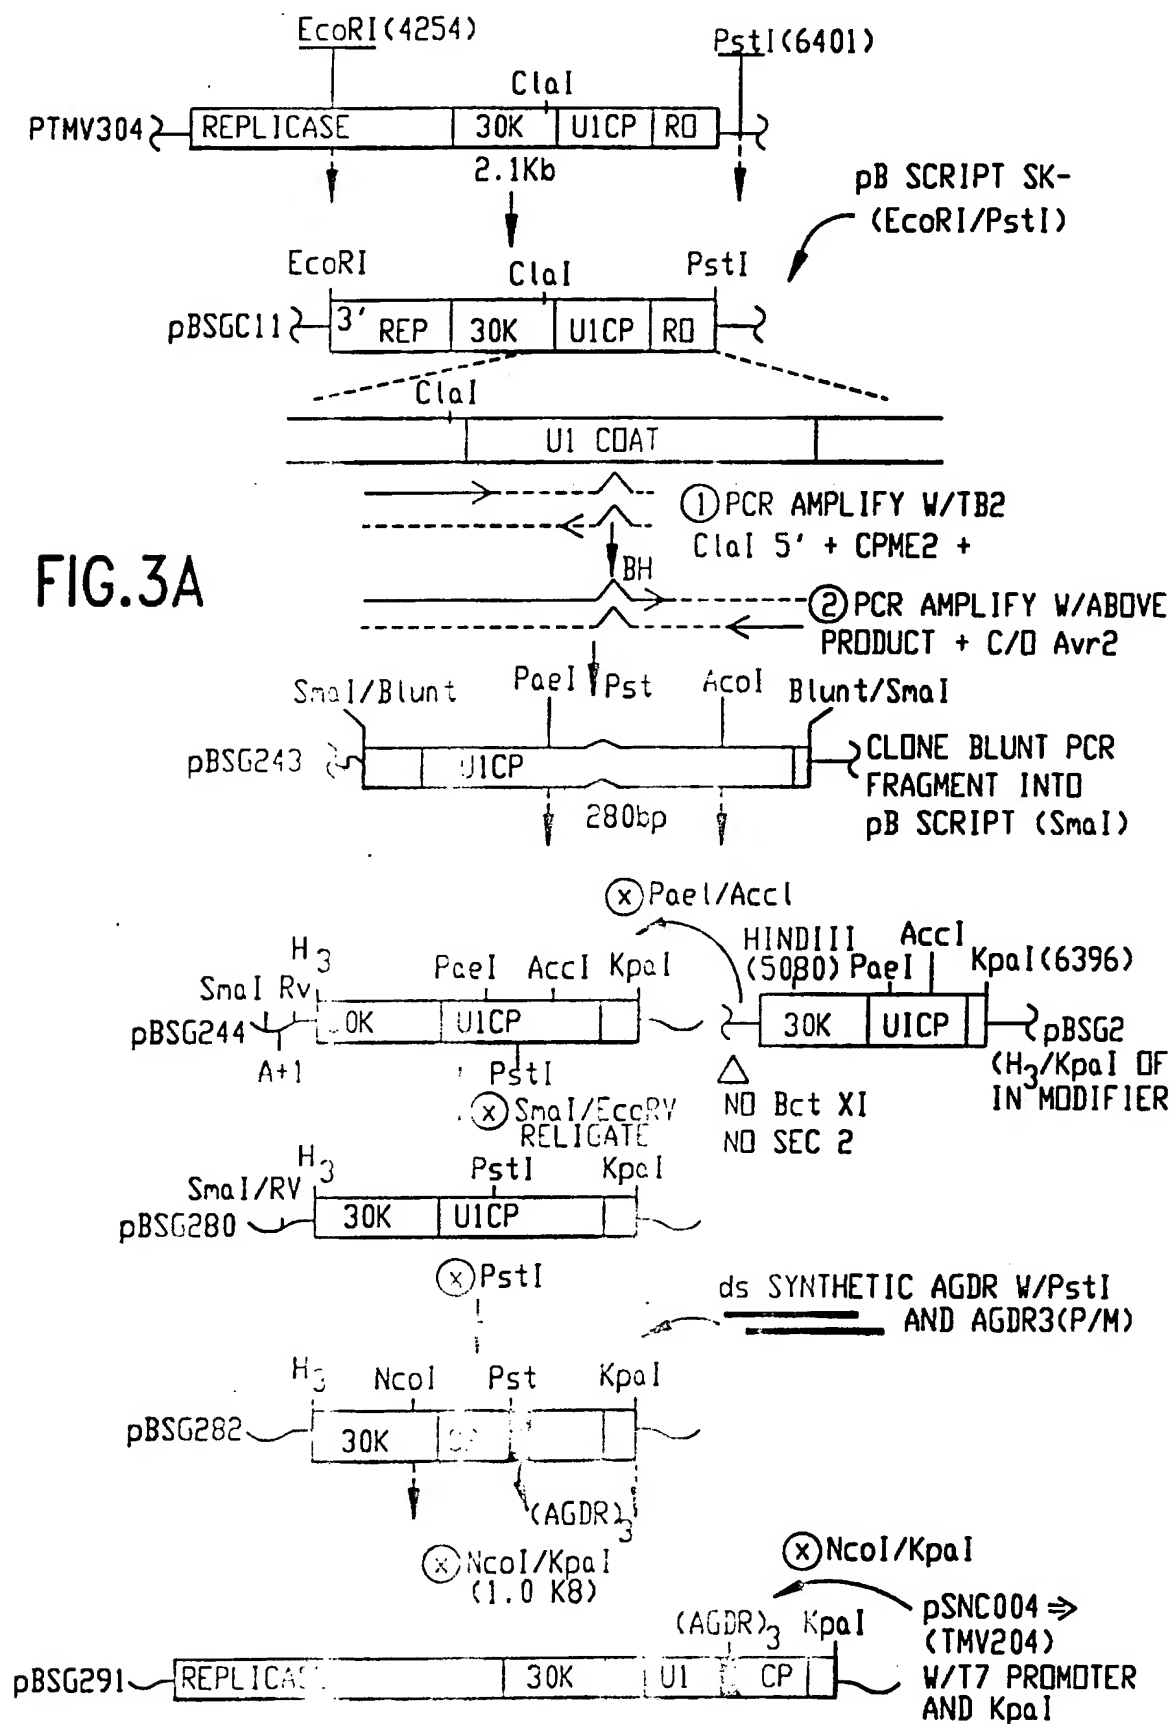 EcoRI(4254)
PstI(6401)
ClaI
PTMV304
REPLICASE
30K
U1CP
RO
2.1Kb
pB SCRIPT SK-
(EcoRI/PstI)
EcoRI
ClaI
PstI
pBSGC11
3' REP
30K
U1CP
RO
ClaI
U1 COAT
① PCR AMPLIFY W/TB2
ClaI 5' + CPME2 +
FIG.3A
BH
② PCR AMPLIFY W/ABOVE
PRODUCT + C/O Avr2
SmaI/Blunt
PaeI
Pst
AcoI
Blunt/SmaI
pBSG243
U1CP
CLONE BLUNT PCR
FRAGMENT INTO
pB SCRIPT (SmaI)
280bp
ⓧ PaeI/AccI
H3
SmaI Rv
PaeI
AccI
KpaI
HINDIII
(5080)
PaeI
AccI
KpaI(6396)
pBSG244
0K
U1CP
30K
U1CP
pBSG2
(H3/KpaI OF
IN MODIFIER
A+1
PstI
ⓧ SmaI/EcoRV
RELIGATE
△
NO Bct XI
NO SEC 2
H3
SmaI/RV
PstI
KpaI
pBSG280
30K
U1CP
ⓧ PstI
ds SYNTHETIC AGDR W/PstI
AND AGDR3(P/M)
H3
NcoI
Pst
KpaI
pBSG282
30K
(AGDR)3
ⓧ NcoI/KpaI
(1.0 K8)
ⓧ NcoI/KpaI
(AGDR)3
KpaI
pSNC004 ⇒
(TMV204)
W/T7 PROMOTER
AND KpaI
pBSG291
REPLICAS
30K
U1
CP